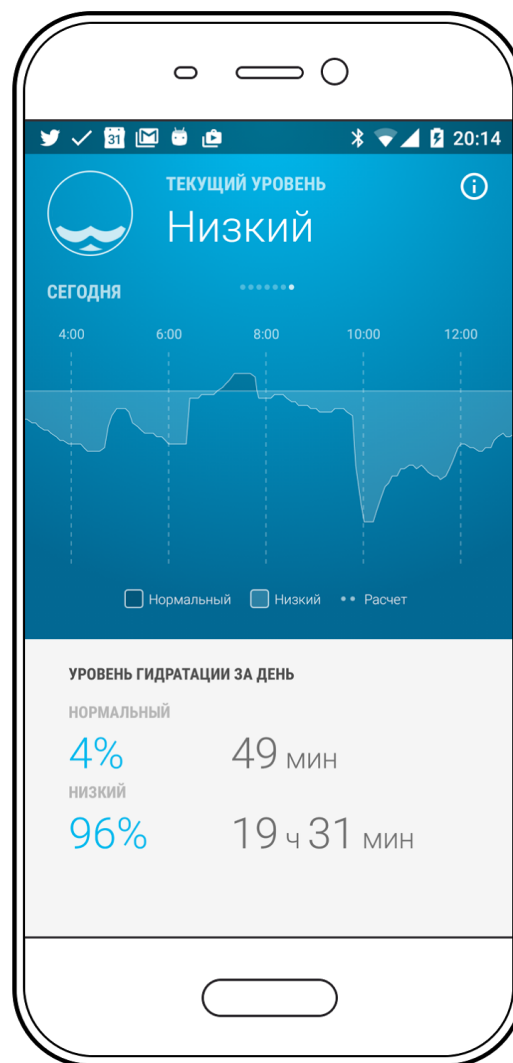 31 20:14
ТЕКУЩИЙ УРОВЕНЬ
Низкий
СЕГОДНЯ
4:00 6:00 8:00 10:00 12:00
Нормальный Низкий Расчет
УРОВЕНЬ ГИДРАТАЦИИ ЗА ДЕНЬ
НОРМАЛЬНЫЙ
4% 49 мин
НИЗКИЙ
96% 19 ч 31 мин